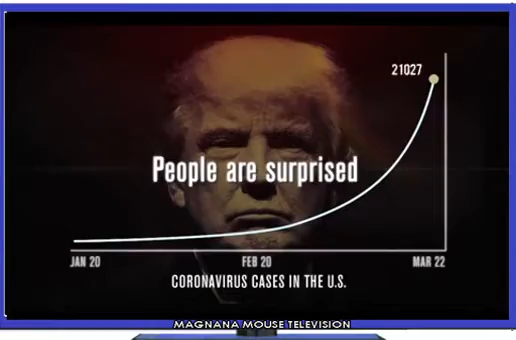 21027
People are surprised
JAN 20 FEB 20 MAR 22
CORONAVIRUS CASES IN THE U.S.
MAGNANA MOUSE TELEVISION